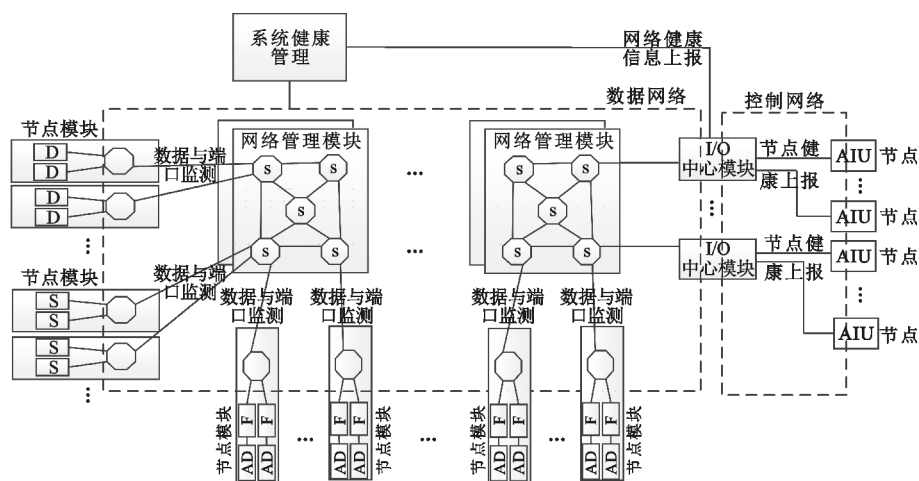 系统健康
管理
网络健康
信息上报
数据网络
控制网络
节点模块
D
D
D
D
...
数据与端
口监测
网络管理模块
S
S
S
S
S
...
...
网络管理模块
S
S
S
S
S
I/O
中心模块
...
I/O
中心模块
节点健
康上报
节点健
康上报
AIU 节点
...
AIU 节点
AIU 节点
...
AIU 节点
节点模块
S
S
S
S
...
数据与端
口监测
数据与端
口监测
数据与端
口监测
数据与端
口监测
数据与端
口监测
节点模块
F
F
AD
AD
...
F
F
AD
AD
节点模块
...
节点模块
F
F
AD
AD
...
F
F
AD
AD
节点模块